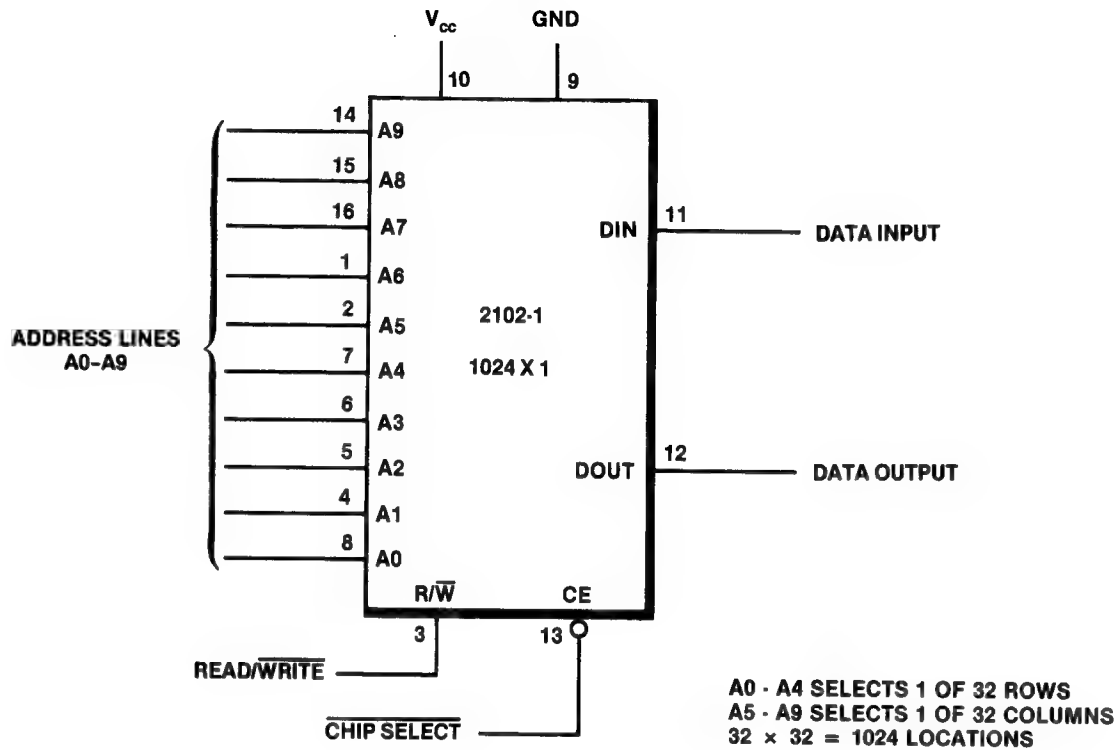 Vcc GND
10 9
14 A9
15 A8
16 A7
11
DIN DATA INPUT
1 A6
2 A5
2102-1
ADDRESS LINES
A0-A9
7 A4
1024 X 1
6 A3
5 A2
12
DOUT DATA OUTPUT
4 A1
8 A0
R/W̅ CE
3 13
READ/W̅R̅I̅T̅E̅
C̅H̅I̅P̅ S̅E̅L̅E̅C̅T̅
A0 - A4 SELECTS 1 OF 32 ROWS
A5 - A9 SELECTS 1 OF 32 COLUMNS
32 × 32 = 1024 LOCATIONS